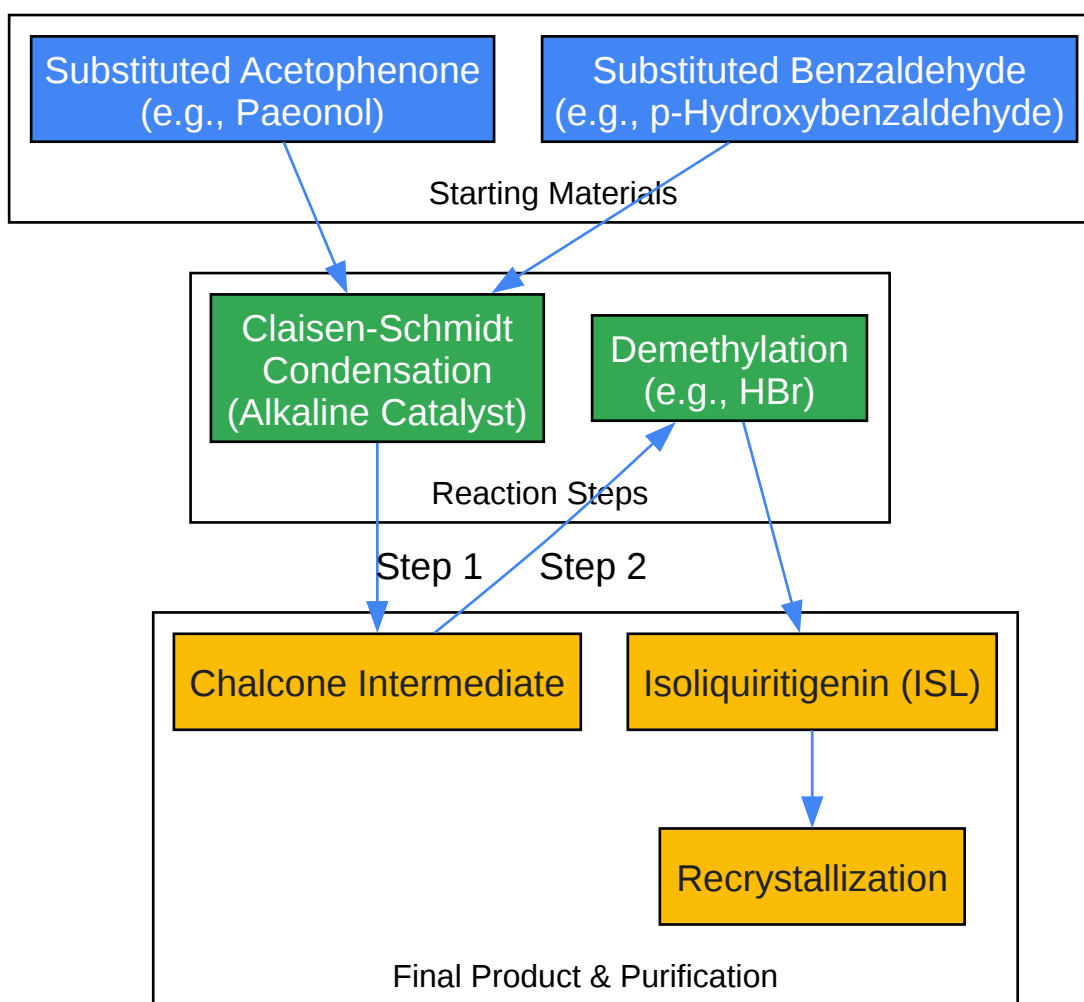 Substituted Acetophenone
(e.g., Paeonol)
Substituted Benzaldehyde
(e.g., p-Hydroxybenzaldehyde)
Starting Materials
Claisen-Schmidt
Condensation
(Alkaline Catalyst)
Demethylation
(e.g., HBr)
Reaction Steps
Step 1
Step 2
Chalcone Intermediate
Isoliquiritigenin (ISL)
Recrystallization
Final Product & Purification